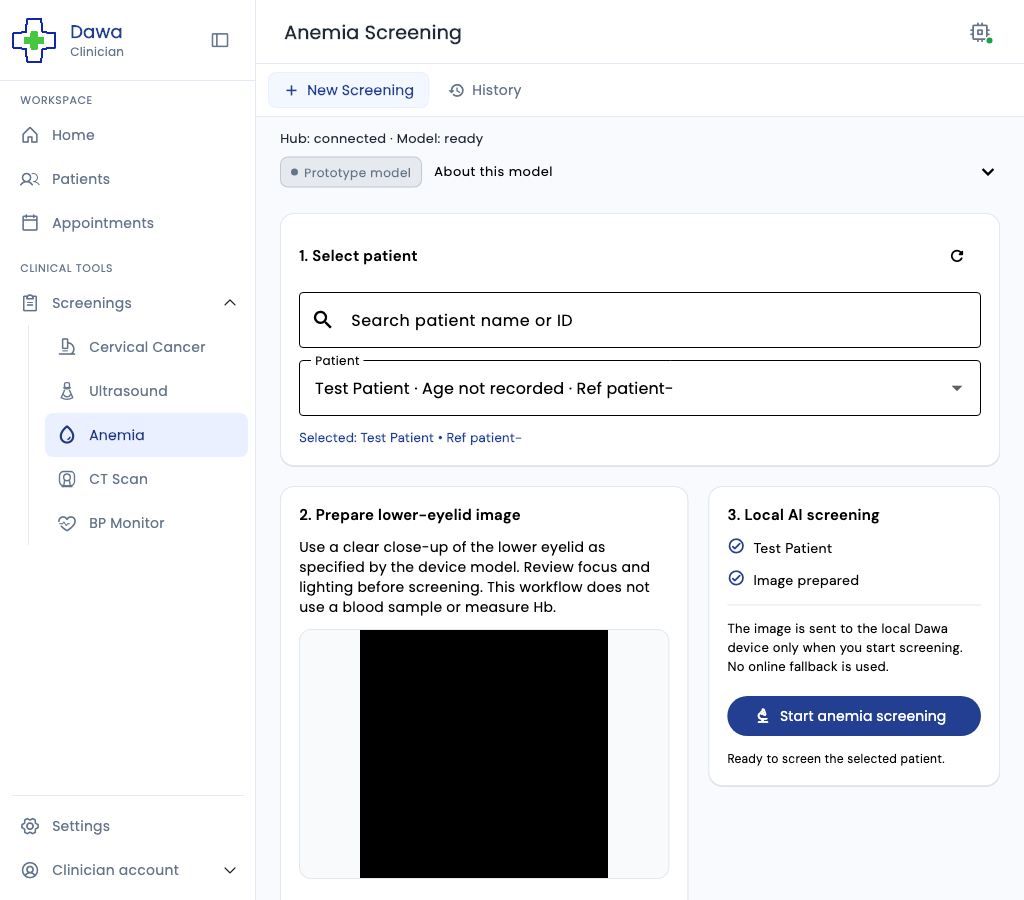 Dawa
Clinician
WORKSPACE
Home
Patients
Appointments
CLINICAL TOOLS
Screenings
Cervical Cancer
Ultrasound
Anemia
CT Scan
BP Monitor
Settings
Clinician account
Anemia Screening
New Screening
History
Hub: connected · Model: ready
Prototype model
About this model
1. Select patient
Search patient name or ID
Patient
Test Patient · Age not recorded · Ref patient-
Selected: Test Patient • Ref patient-
2. Prepare lower-eyelid image
Use a clear close-up of the lower eyelid as
specified by the device model. Review focus and
lighting before screening. This workflow does not
use a blood sample or measure Hb.
3. Local AI screening
Test Patient
Image prepared
The image is sent to the local Dawa
device only when you start screening.
No online fallback is used.
Start anemia screening
Ready to screen the selected patient.